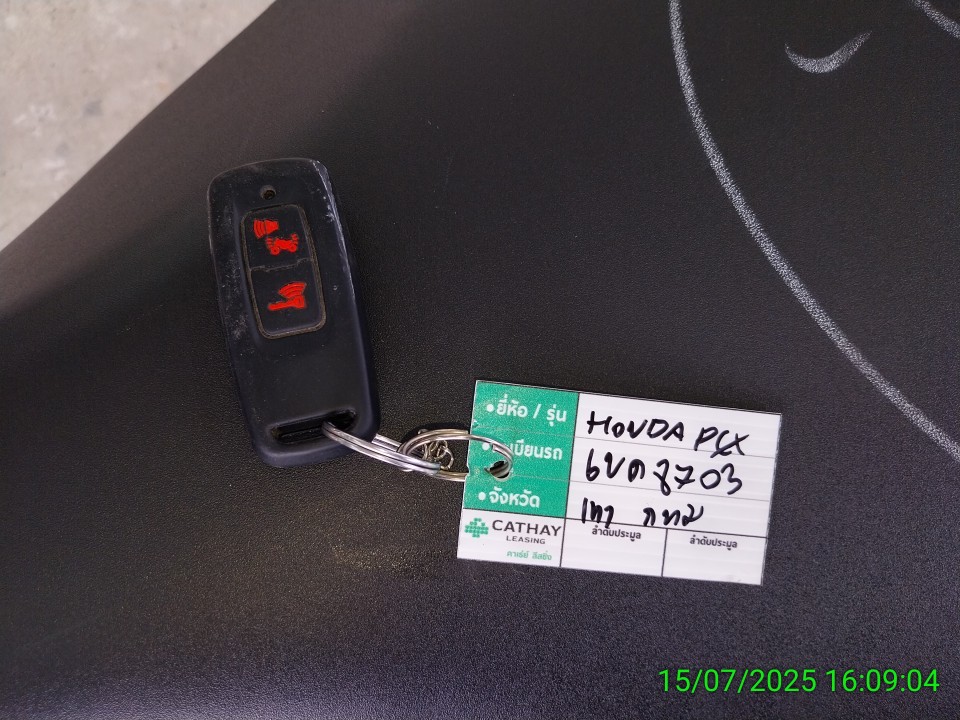 •ยี่ห้อ / รุ่น HONDA PCX
•ทะเบียนรถ 6ขค 8703
•จังหวัด เทา กทม
CATHAY
LEASING
คาเธ่ย์ ลีสซิ่ง
ลำดับประมูล ลำดับประมูล
15/07/2025 16:09:04